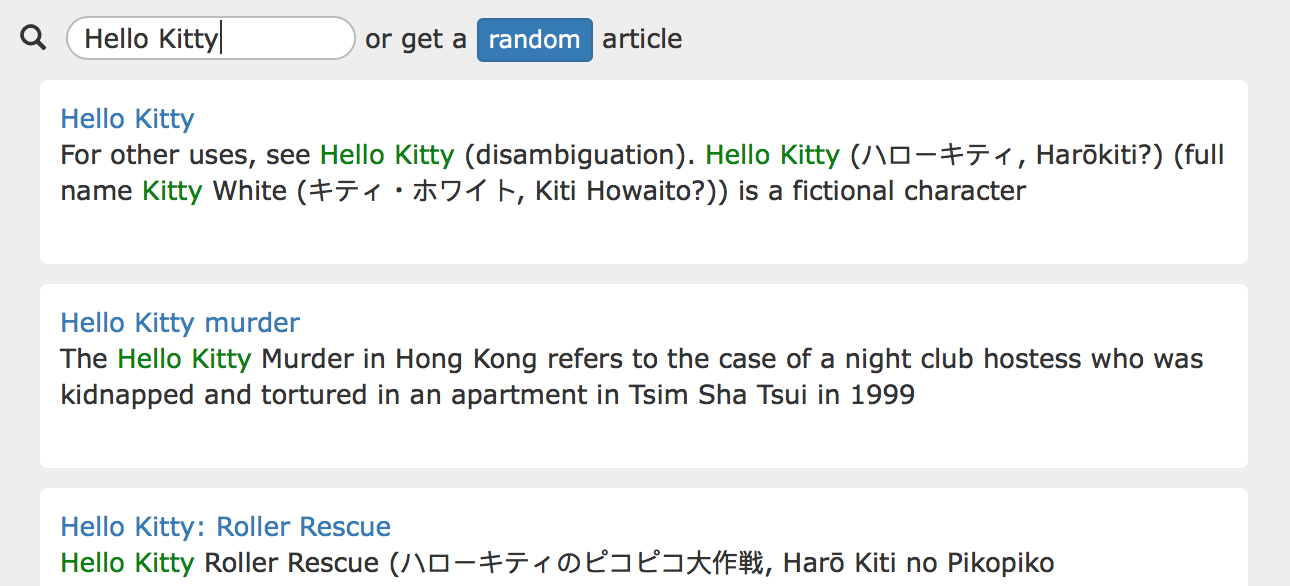 Hello Kitty or get a random article
Hello Kitty
For other uses, see Hello Kitty (disambiguation). Hello Kitty (ハローキティ, Harōkiti?) (full
name Kitty White (キティ・ホワイト, Kiti Howaito?)) is a fictional character
Hello Kitty murder
The Hello Kitty Murder in Hong Kong refers to the case of a night club hostess who was
kidnapped and tortured in an apartment in Tsim Sha Tsui in 1999
Hello Kitty: Roller Rescue
Hello Kitty Roller Rescue (ハローキティのピコピコ大作戦, Harō Kiti no Pikopiko